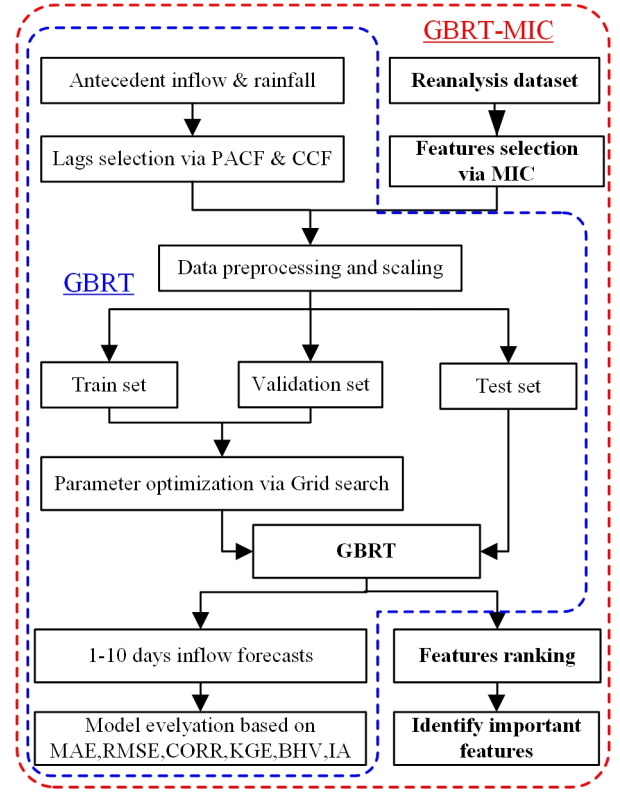 GBRT-MIC
Antecedent inflow & rainfall
Reanalysis dataset
Lags selection via PACF & CCF
Features selection
via MIC
Data preprocessing and scaling
GBRT
Train set
Validation set
Test set
Parameter optimization via Grid search
GBRT
1-10 days inflow forecasts
Features ranking
Model evelyation based on
MAE,RMSE,CORR,KGE,BHV,IA
Identify important
features